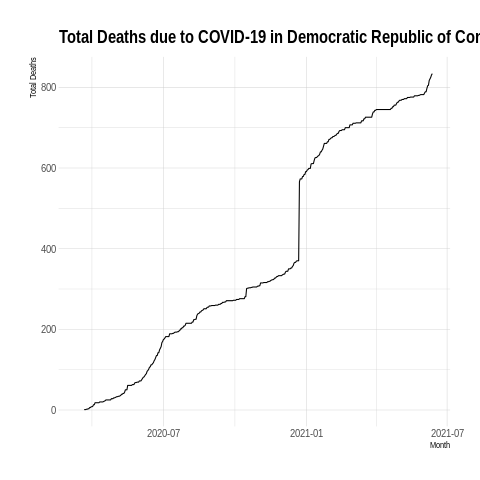 Total Deaths due to COVID-19 in Democratic Republic of Con
Total Deaths
800
600
400
200
0
2020-07
2021-01
2021-07
Month